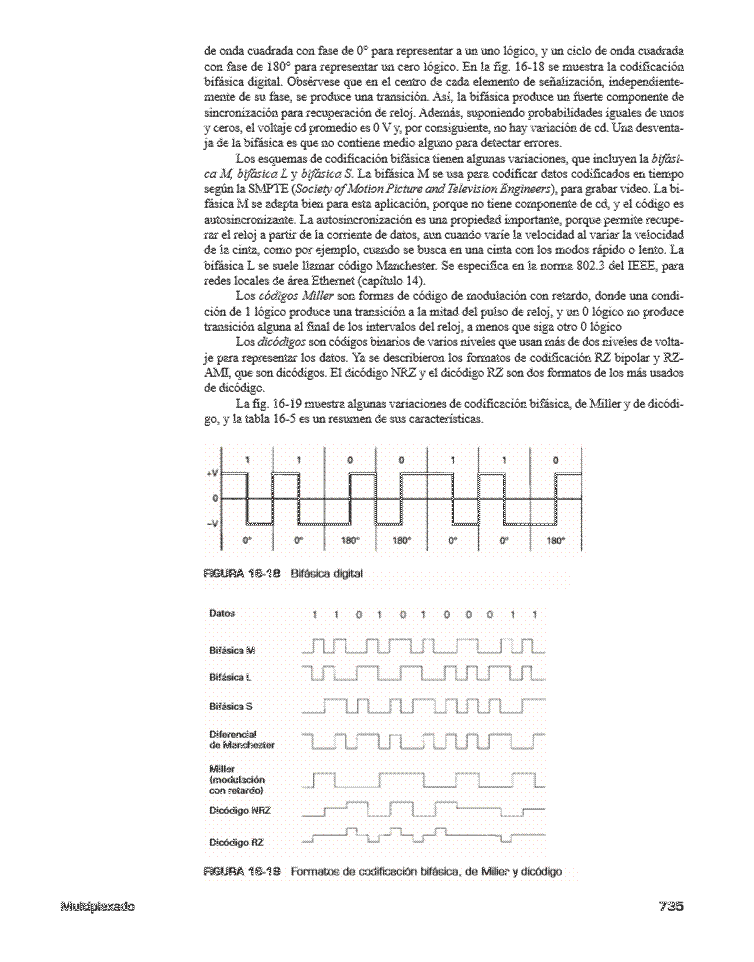 de onda cuadrada con fase de 0° para representar a un uno lógico, y un ciclo de onda cuadrada
con fase de 180° para representar un cero lógico. En la fig. 16-18 se muestra la codificación
bifásica digital. Obsérvese que en el centro de cada elemento de señalización, independiente-
mente de su fase, se produce una transición. Así, la bifásica produce un fuerte componente de
sincronización para recuperación de reloj. Además, suponiendo probabilidades iguales de unos
y ceros, el voltaje cd promedio es 0 V y, por consiguiente, no hay variación de cd. Una desventa-
ja de la bifásica es que no contiene medio alguno para detectar errores.
Los esquemas de codificación bifásica tienen algunas variaciones, que incluyen la bifási-
ca M, bifásica L y bifásica S. La bifásica M se usa para codificar datos codificados en tiempo
según la SMPTE (Society of Motion Picture and Television Engineers), para grabar video. La bi-
fásica M se adapta bien para esta aplicación, porque no tiene componente de cd, y el código es
autosincronizante. La autosincronización es una propiedad importante, porque permite recupe-
rar el reloj a partir de la corriente de datos, aun cuando varíe la velocidad al variar la velocidad
de la cinta, como por ejemplo, cuando se busca en una cinta con los modos rápido o lento. La
bifásica L se suele llamar código Manchester. Se especifica en la norma 802.3 del IEEE, para
redes locales de área Ethernet (capítulo 14).
Los códigos Miller son formas de código de modulación con retardo, donde una condi-
ción de 1 lógico produce una transición a la mitad del pulso de reloj, y un 0 lógico no produce
transición alguna al final de los intervalos del reloj, a menos que siga otro 0 lógico
Los dicódigos son códigos binarios de varios niveles que usan más de dos niveles de volta-
je para representar los datos. Ya se describieron los formatos de codificación RZ bipolar y RZ-
AMI, que son dicódigos. El dicódigo NRZ y el dicódigo RZ son dos formatos de los más usados
de dicódigo.
La fig. 16-19 muestra algunas variaciones de codificación bifásica, de Miller y de dicódi-
go, y la tabla 16-5 es un resumen de sus características.
1 1 0 0 1 1 0
+V
0
–V
0° 0° 180° 180° 0° 0° 180°
FIGURA 16-18 Bifásica digital
Datos 1 1 0 1 0 1 0 0 0 1 1
Bifásica M
Bifásica L
Bifásica S
Diferencial
de Manchester
Miller
(modulación
con retardo)
Dicódigo NRZ
Dicódigo RZ
FIGURA 16-19 Formatos de codificación bifásica, de Miller y dicódigo
Multiplexado 735